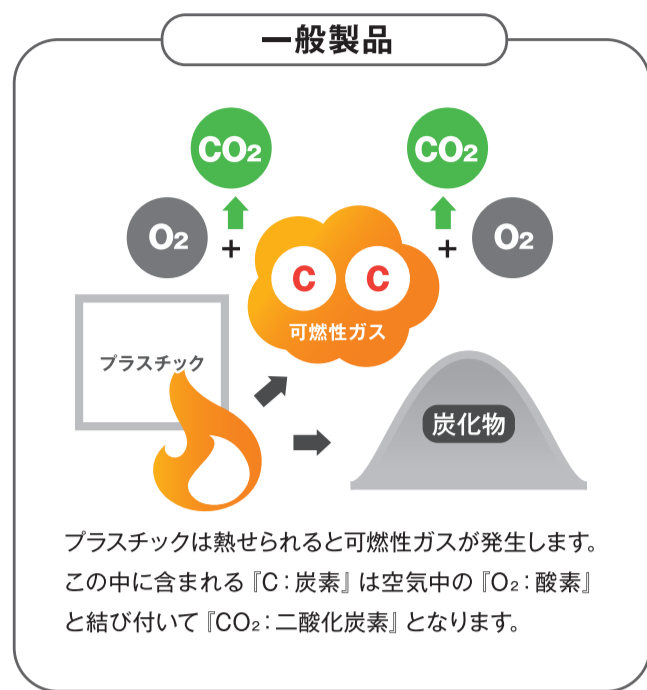 一般製品
CO₂ CO₂
O₂ + C C + O₂
可燃性ガス
プラスチック
炭化物
プラスチックは熱せられると可燃性ガスが発生します。
この中に含まれる『C：炭素』は空気中の『O₂：酸素』
と結び付いて『CO₂：二酸化炭素』となります。